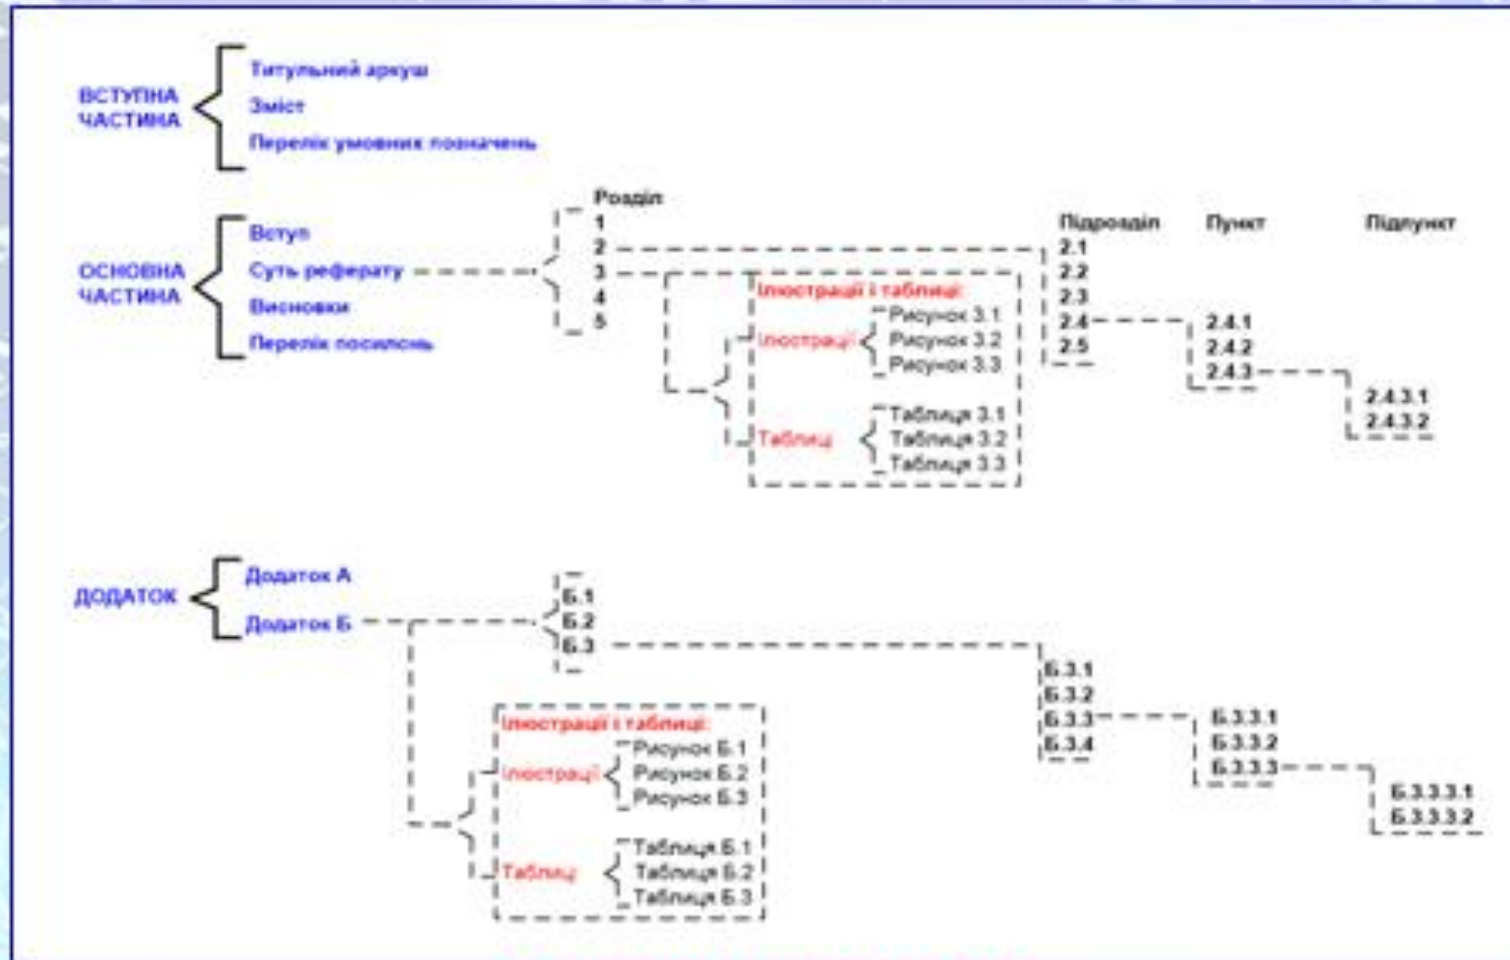 ВСТУПНА
ЧАСТИНА
Титульний аркуш
Зміст
Перелік умовних позначень
ОСНОВНА
ЧАСТИНА
Вступ
Суть реферату
Висновки
Перелік посилань
Розділ
1
2
3
4
5
Ілюстрації і таблиці:
Ілюстрації
Рисунок 3.1
Рисунок 3.2
Рисунок 3.3
Таблиці
Таблиця 3.1
Таблиця 3.2
Таблиця 3.3
Підрозділ
2.1
2.2
2.3
2.4
2.5
Пункт
2.4.1
2.4.2
2.4.3
Підпункт
2.4.3.1
2.4.3.2
ДОДАТОК
Додаток А
Додаток Б
Б.1
Б.2
Б.3
Ілюстрації і таблиці:
Ілюстрації
Рисунок Б.1
Рисунок Б.2
Рисунок Б.3
Таблиці
Таблиця Б.1
Таблиця Б.2
Таблиця Б.3
Б.3.1
Б.3.2
Б.3.3
Б.3.4
Б.3.3.1
Б.3.3.2
Б.3.3.3
Б.3.3.3.1
Б.3.3.3.2